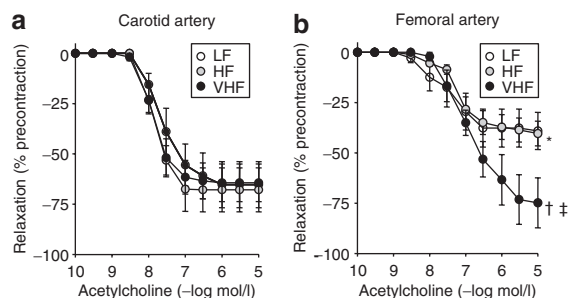 a Carotid artery
Relaxation (% precontraction)
0
−25
−50
−75
−100
LF
HF
VHF
10 9 8 7 6 5
Acetylcholine (−log mol/l)
b Femoral artery
Relaxation (% precontraction)
0
−25
−50
−75
−100
LF
HF
VHF
*
† ‡
10 9 8 7 6 5
Acetylcholine (−log mol/l)